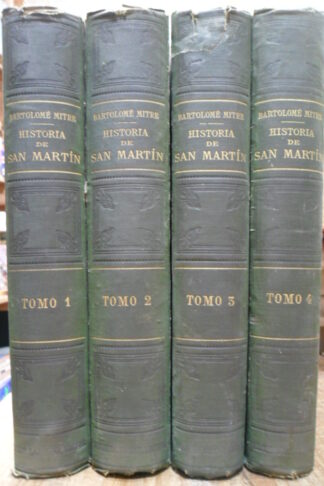 BARTOLOMÉ MITRE
HISTORIA
DE
SAN MARTÍN
TOMO 1
BARTOLOMÉ MITRE
HISTORIA
DE
SAN MARTÍN
TOMO 2
BARTOLOMÉ MITRE
HISTORIA
DE
SAN MARTÍN
TOMO 3
BARTOLOMÉ MITRE
HISTORIA
DE
SAN MARTÍN
TOMO 4